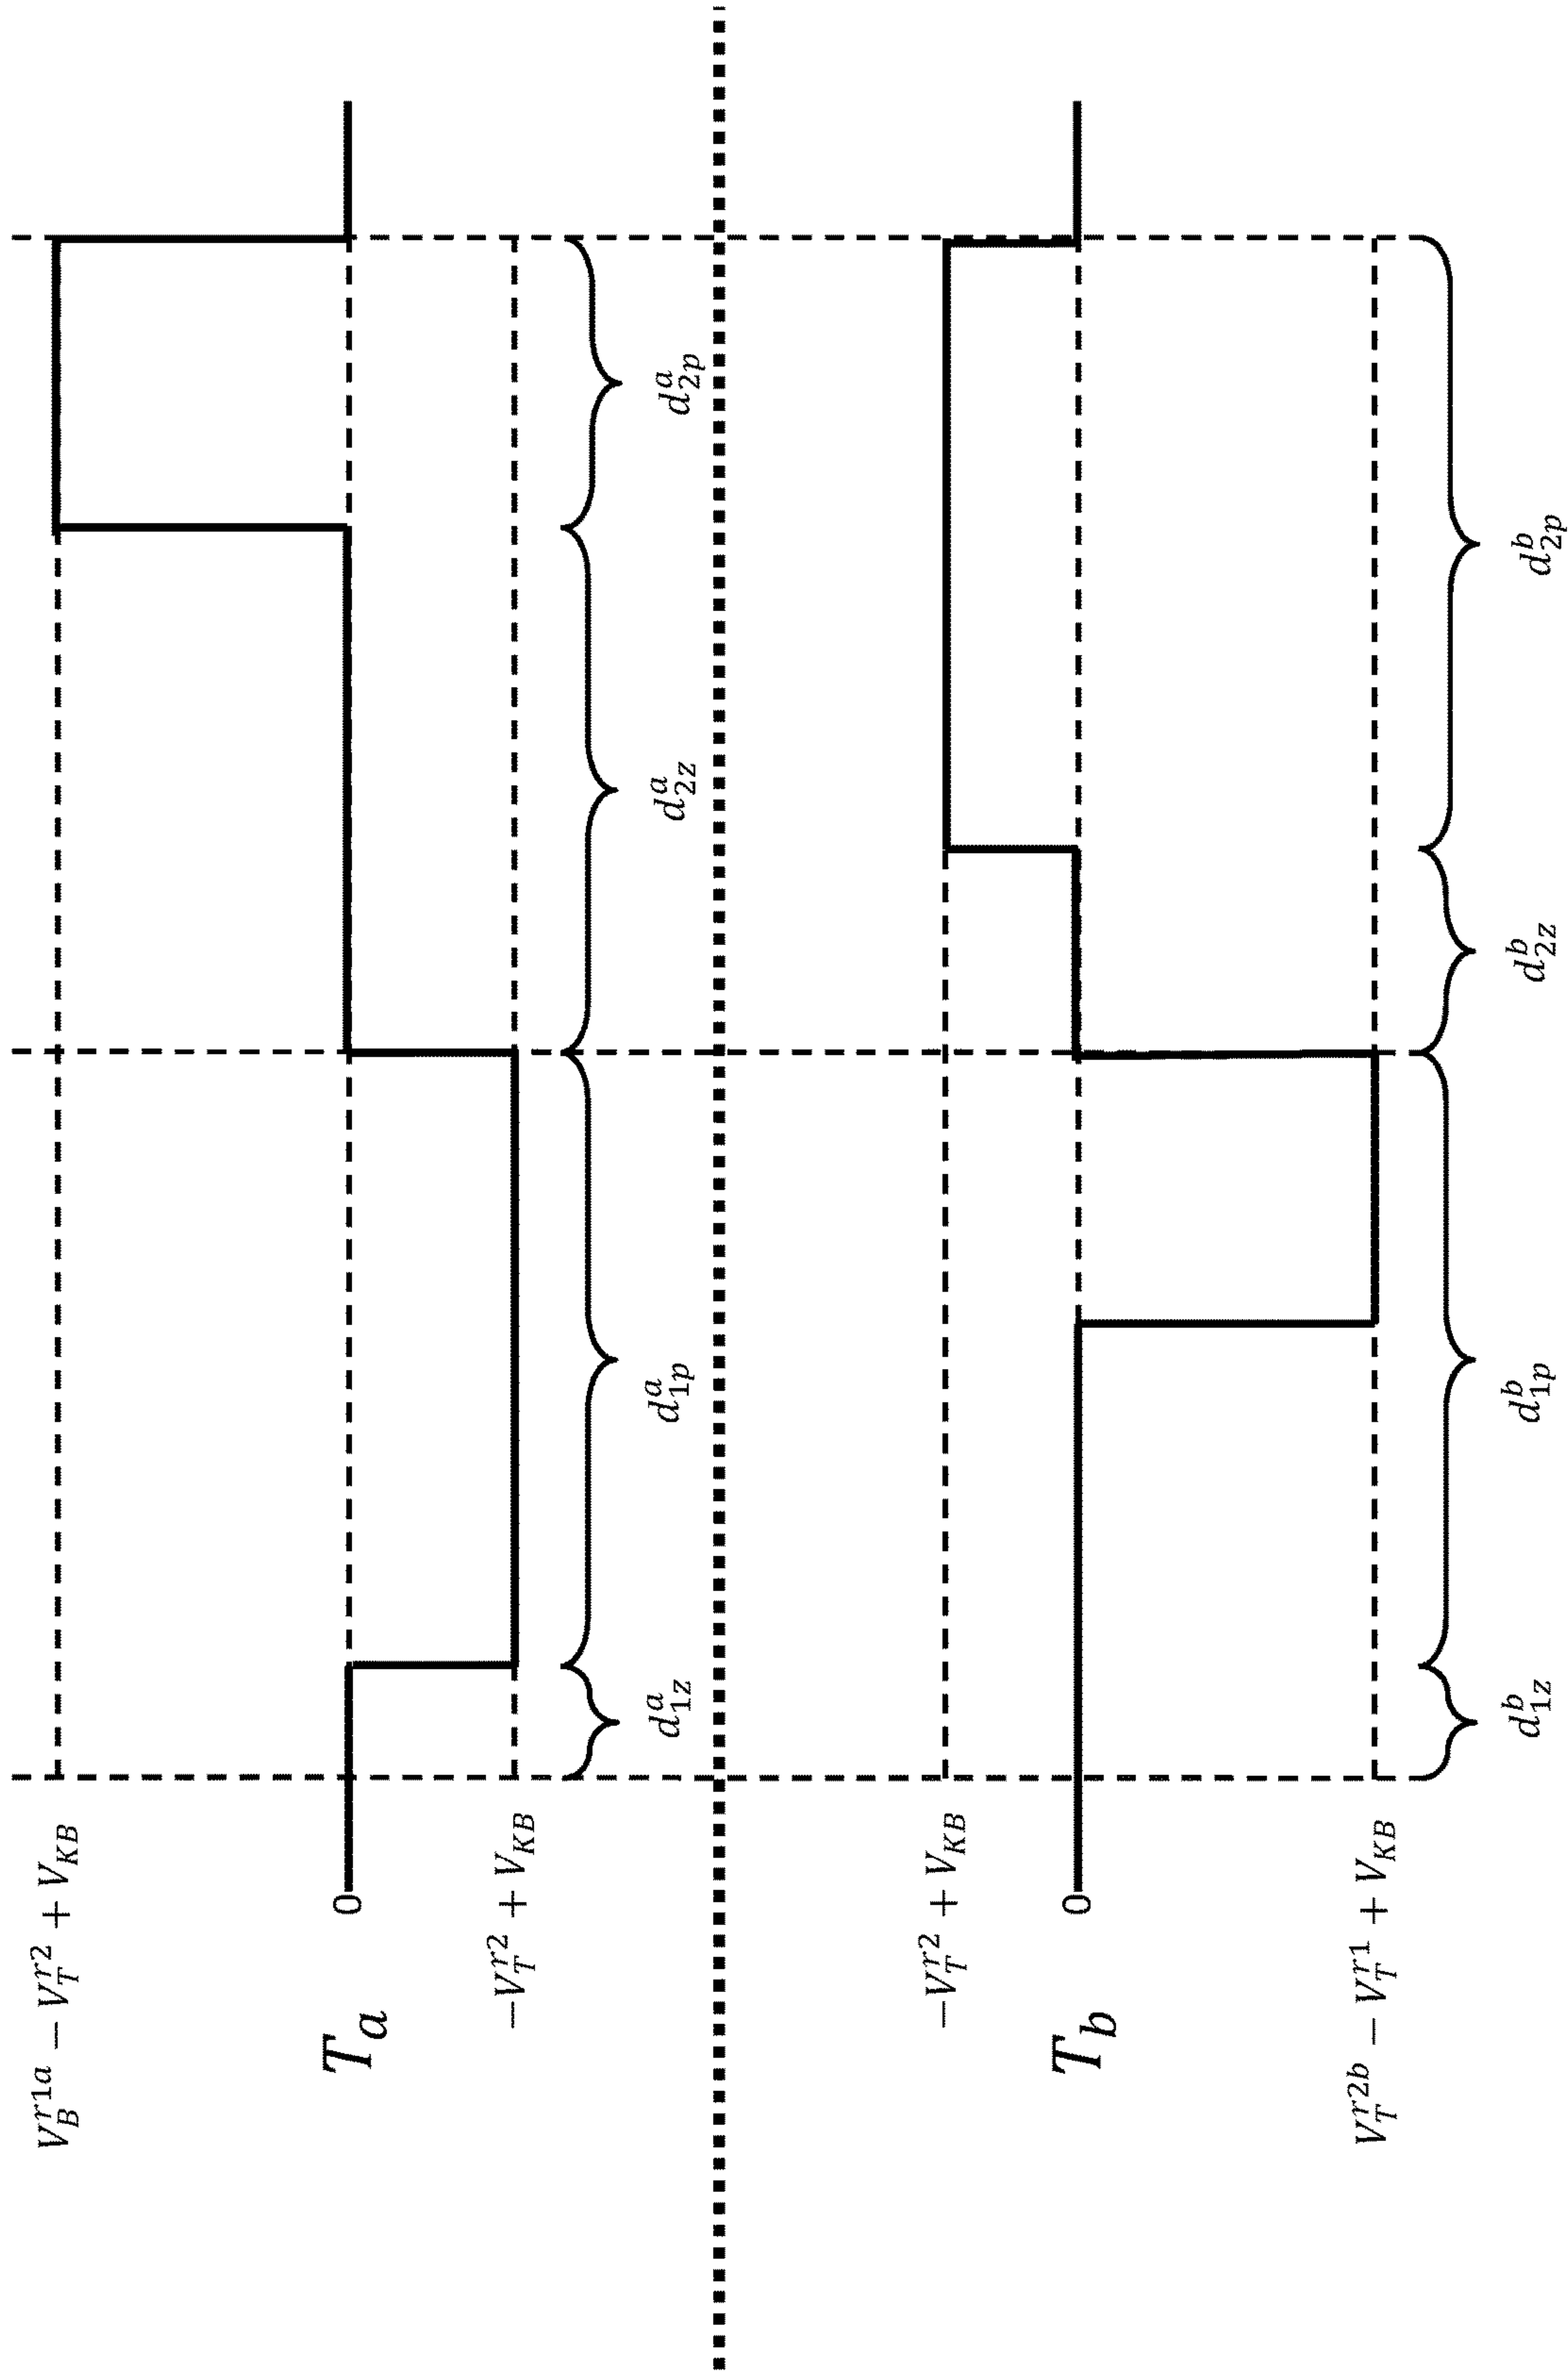 V_B^{r1a} − V_T^{r2} + V_{KB}
T_a
0
−V_T^{r2} + V_{KB}
d_{1z}^a d_{1p}^a d_{2z}^a d_{2p}^a
−V_T^{r2} + V_{KB}
T_b
0
V_T^{r2b} − V_T^{r1} + V_{KB}
d_{1z}^b d_{1p}^b d_{2z}^b d_{2p}^b